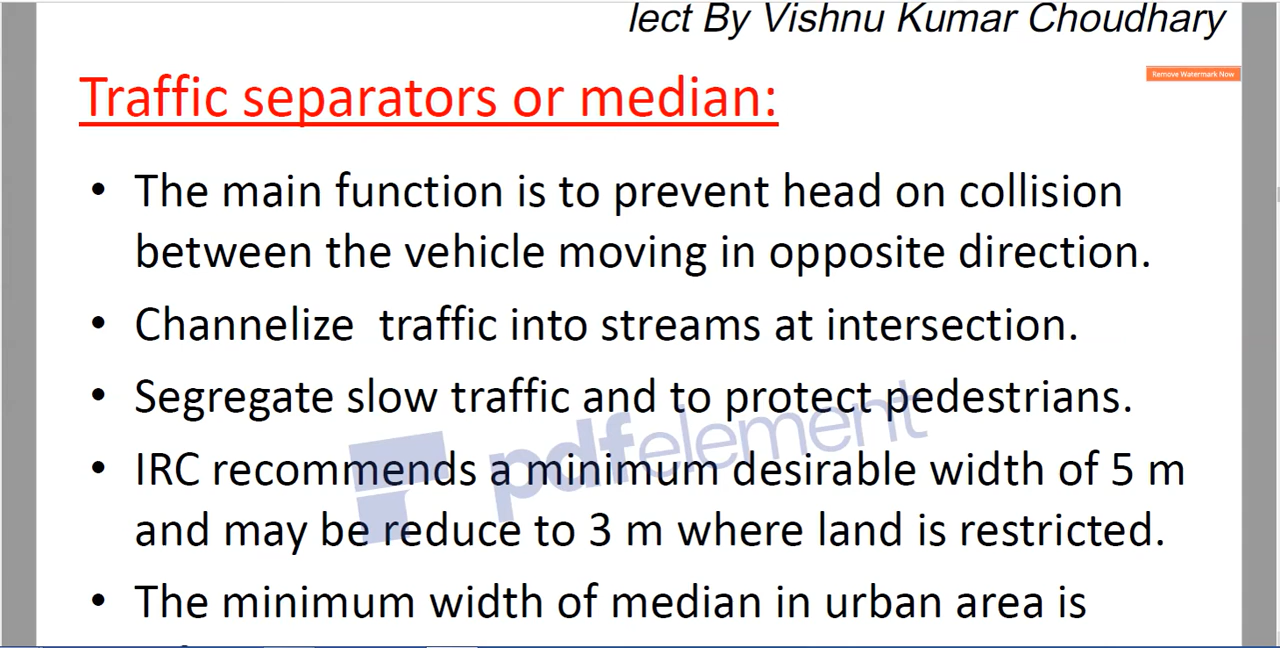 lect By Vishnu Kumar Choudhary
Remove Watermark Now
Traffic separators or median:
• The main function is to prevent head on collision
between the vehicle moving in opposite direction.
• Channelize traffic into streams at intersection.
• Segregate slow traffic and to protect pedestrians.
pdfelement
• IRC recommends a minimum desirable width of 5 m
and may be reduce to 3 m where land is restricted.
• The minimum width of median in urban area is